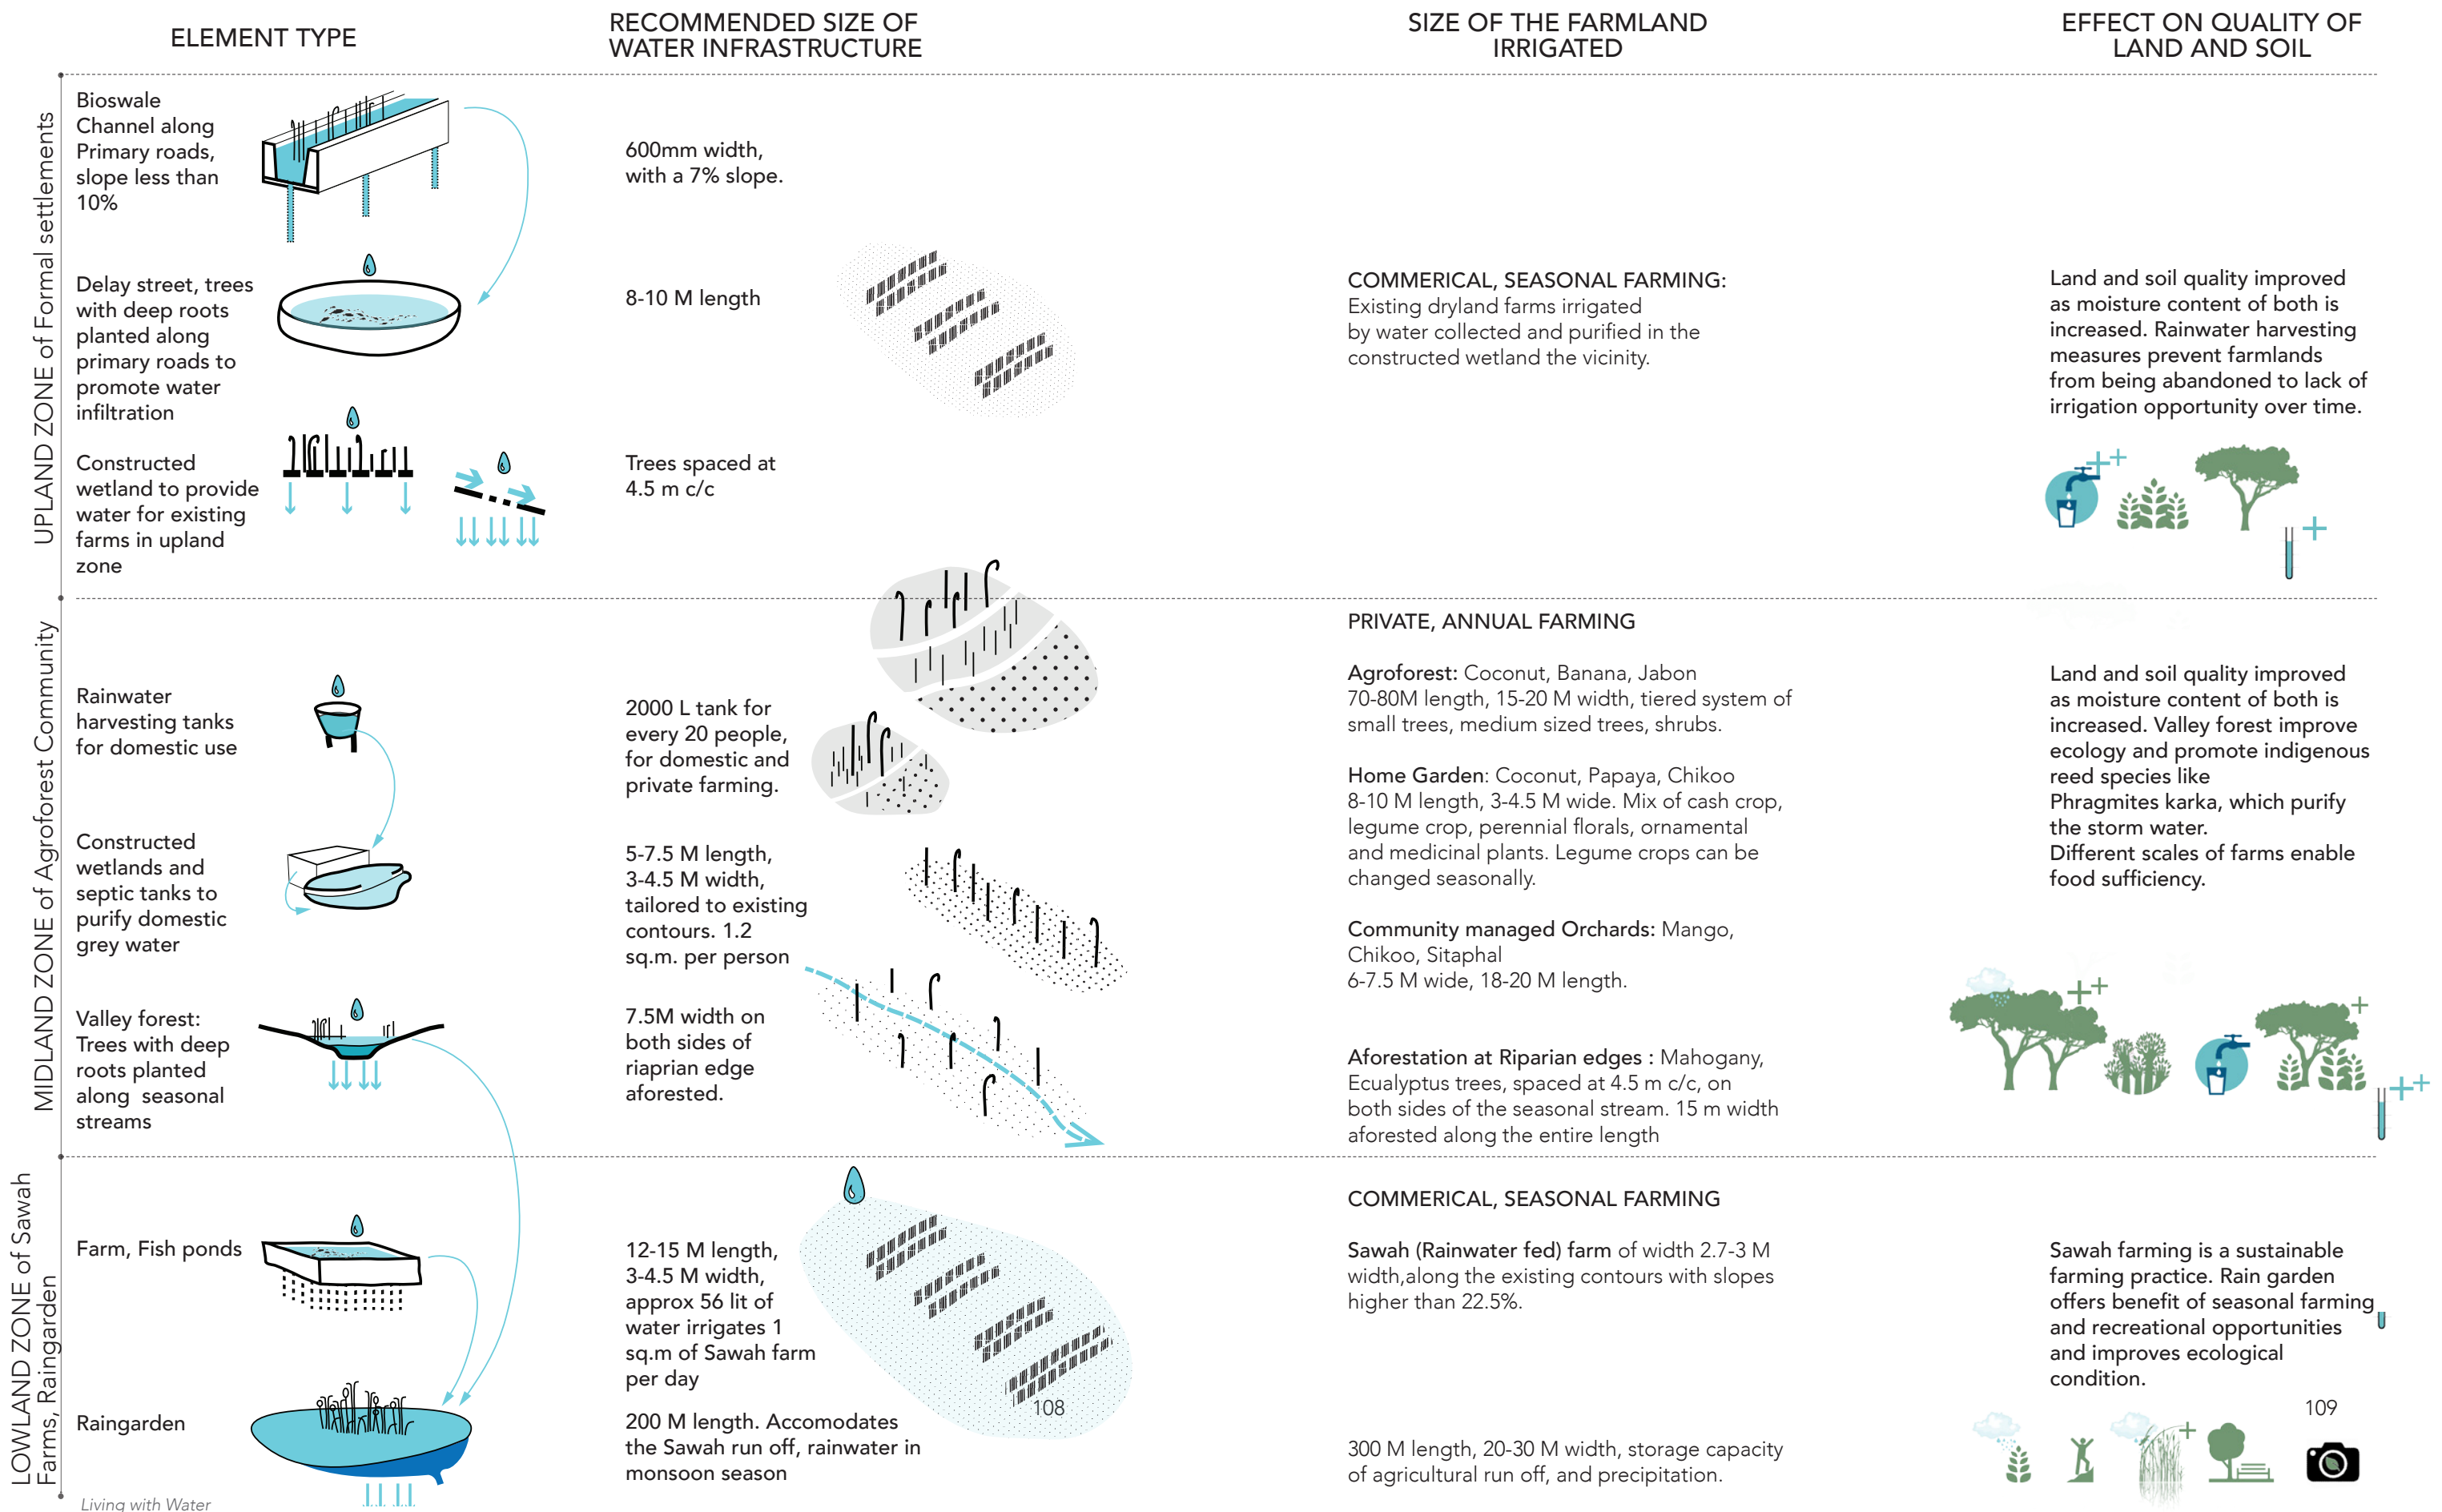 ELEMENT TYPE
RECOMMENDED SIZE OF
WATER INFRASTRUCTURE
SIZE OF THE FARMLAND
IRRIGATED
EFFECT ON QUALITY OF
LAND AND SOIL
UPLAND ZONE of Formal settlements
Bioswale
Channel along
Primary roads,
slope less than
10%
600mm width,
with a 7% slope.
Delay street, trees
with deep roots
planted along
primary roads to
promote water
infiltration
8-10 M length
COMMERICAL, SEASONAL FARMING:
Existing dryland farms irrigated
by water collected and purified in the
constructed wetland the vicinity.
Land and soil quality improved
as moisture content of both is
increased. Rainwater harvesting
measures prevent farmlands
from being abandoned to lack of
irrigation opportunity over time.
Constructed
wetland to provide
water for existing
farms in upland
zone
Trees spaced at
4.5 m c/c
MIDLAND ZONE of Agroforest Community
Rainwater
harvesting tanks
for domestic use
2000 L tank for
every 20 people,
for domestic and
private farming.
PRIVATE, ANNUAL FARMING
Agroforest: Coconut, Banana, Jabon
70-80M length, 15-20 M width, tiered system of
small trees, medium sized trees, shrubs.
Home Garden: Coconut, Papaya, Chikoo
8-10 M length, 3-4.5 M wide. Mix of cash crop,
legume crop, perennial florals, ornamental
and medicinal plants. Legume crops can be
changed seasonally.
Land and soil quality improved
as moisture content of both is
increased. Valley forest improve
ecology and promote indigenous
reed species like
Phragmites karka, which purify
the storm water.
Different scales of farms enable
food sufficiency.
Constructed
wetlands and
septic tanks to
purify domestic
grey water
5-7.5 M length,
3-4.5 M width,
tailored to existing
contours. 1.2
sq.m. per person
Community managed Orchards: Mango,
Chikoo, Sitaphal
6-7.5 M wide, 18-20 M length.
Valley forest:
Trees with deep
roots planted
along seasonal
streams
7.5M width on
both sides of
riaprian edge
aforested.
Aforestation at Riparian edges : Mahogany,
Ecualyptus trees, spaced at 4.5 m c/c, on
both sides of the seasonal stream. 15 m width
aforested along the entire length
LOWLAND ZONE of Sawah
Farms, Raingarden
Farm, Fish ponds
12-15 M length,
3-4.5 M width,
approx 56 lit of
water irrigates 1
sq.m of Sawah farm
per day
COMMERICAL, SEASONAL FARMING
Sawah (Rainwater fed) farm of width 2.7-3 M
width,along the existing contours with slopes
higher than 22.5%.
Sawah farming is a sustainable
farming practice. Rain garden
offers benefit of seasonal farming
and recreational opportunities
and improves ecological
condition.
Raingarden
200 M length. Accomodates
the Sawah run off, rainwater in
monsoon season
300 M length, 20-30 M width, storage capacity
of agricultural run off, and precipitation.
108
109
Living with Water